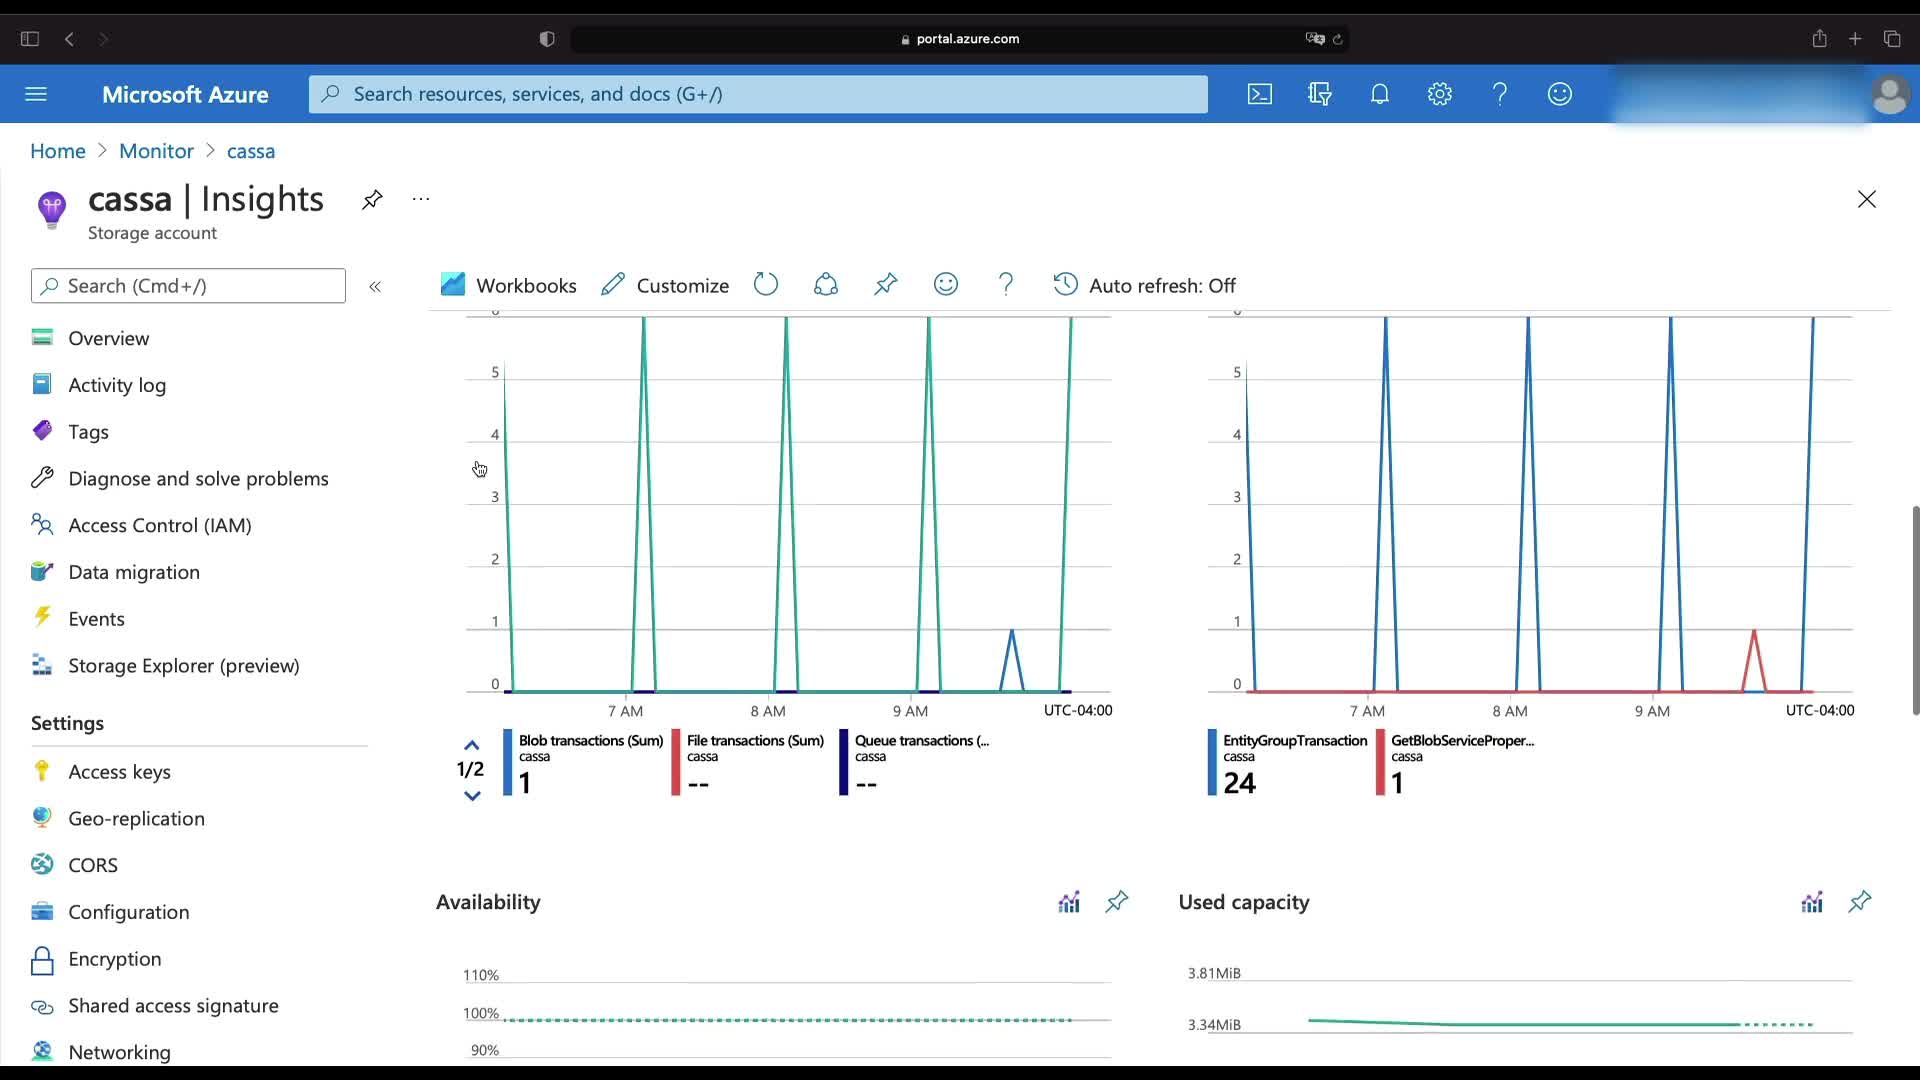 portal.azure.com
Microsoft Azure
Search resources, services, and docs (G+/)
Home > Monitor > cassa
cassa | Insights
Storage account
Search (Cmd+/)
Workbooks
Customize
Auto refresh: Off
Overview
Activity log
Tags
Diagnose and solve problems
Access Control (IAM)
Data migration
Events
Storage Explorer (preview)
Settings
Access keys
Geo-replication
CORS
Configuration
Encryption
Shared access signature
Networking
5
4
3
2
1
0
7 AM
8 AM
9 AM
UTC-04:00
1/2
Blob transactions (Sum)
cassa
1
File transactions (Sum)
cassa
--
Queue transactions (...
cassa
--
5
4
3
2
1
0
7 AM
8 AM
9 AM
UTC-04:00
EntityGroupTransaction
cassa
24
GetBlobServiceProper...
cassa
1
Availability
110%
100%
90%
Used capacity
3.81MiB
3.34MiB